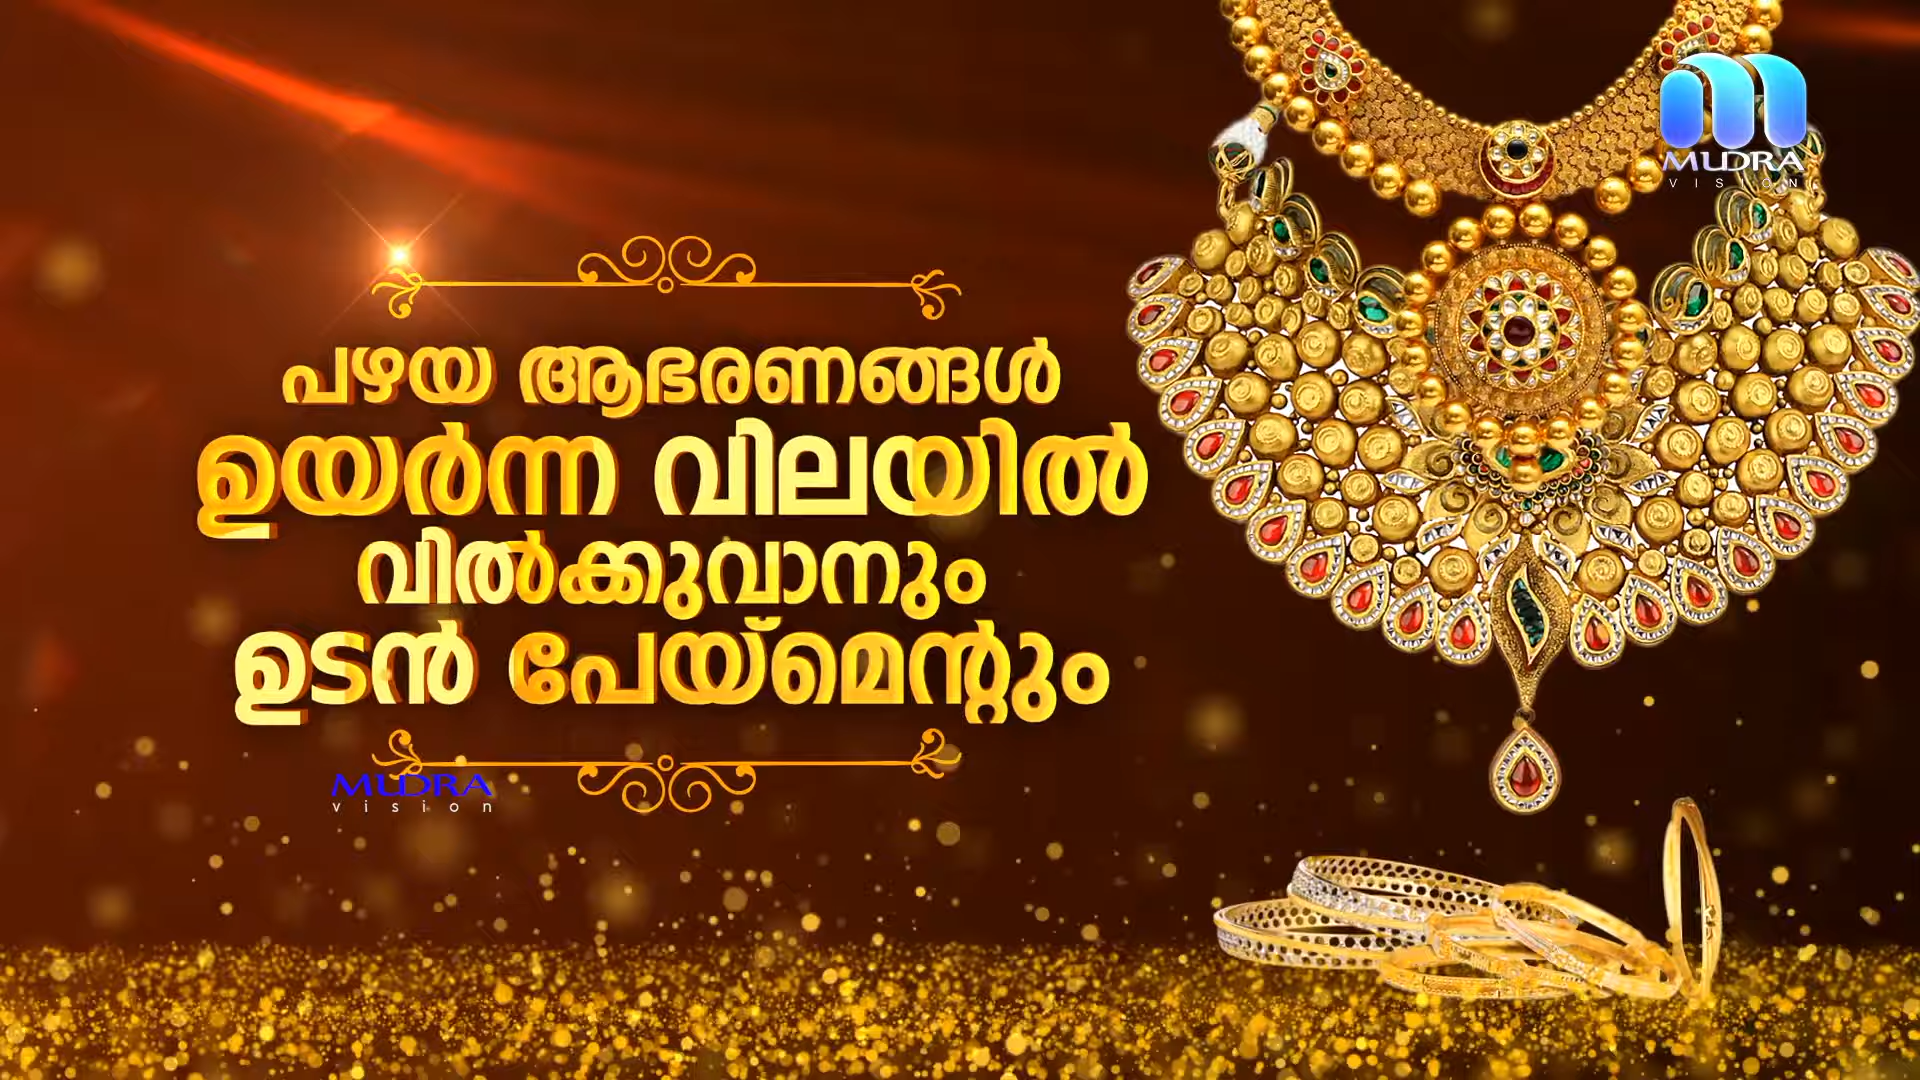 MUDRA
VISION
പഴയ ആഭരണങ്ങൾ
ഉയർന്ന വിലയിൽ
വിൽക്കുവാനും
ഉടൻ പേയ്മെന്റും
MUDRA
vision